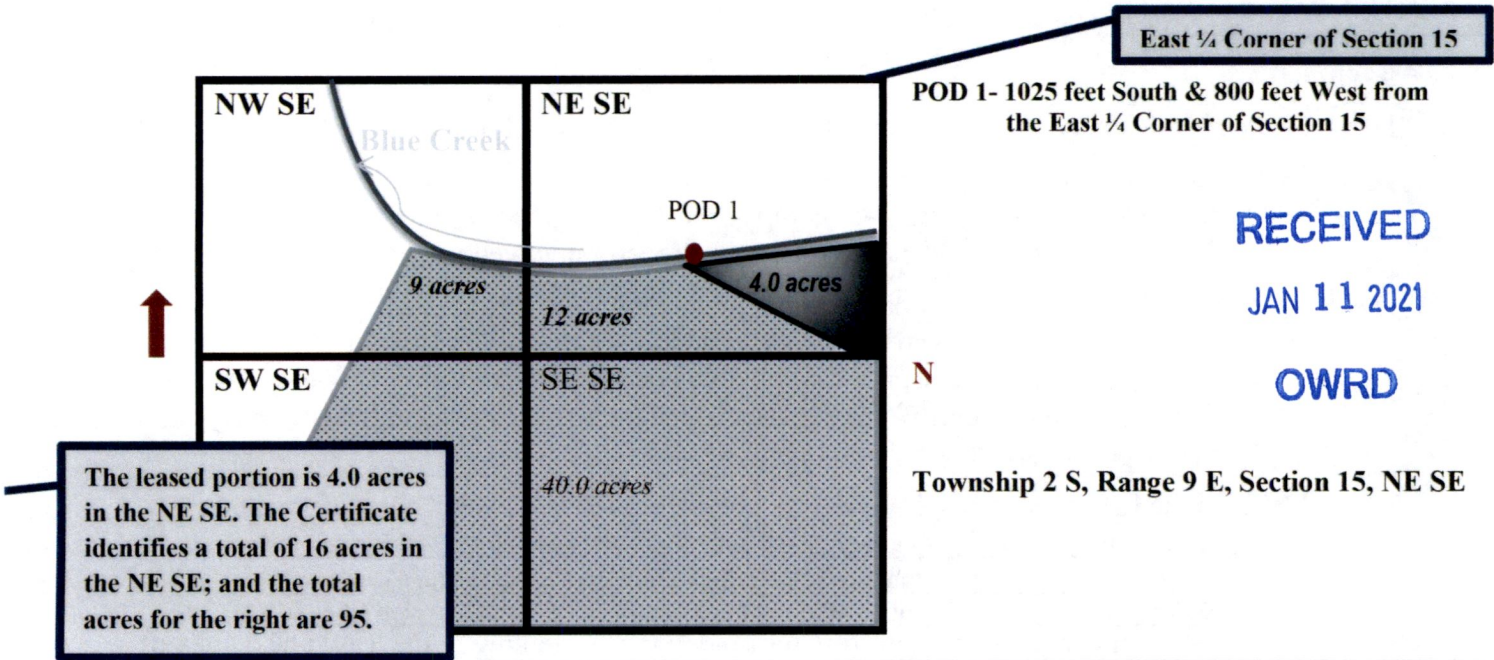 East ¼ Corner of Section 15
NW SE
NE SE
POD 1- 1025 feet South & 800 feet West from
the East ¼ Corner of Section 15
Blue Creek
POD 1
RECEIVED
JAN 11 2021
OWRD
9 acres
4.0 acres
12 acres
SW SE
SE SE
N
40.0 acres
Township 2 S, Range 9 E, Section 15, NE SE
The leased portion is 4.0 acres
in the NE SE. The Certificate
identifies a total of 16 acres in
the NE SE; and the total
acres for the right are 95.